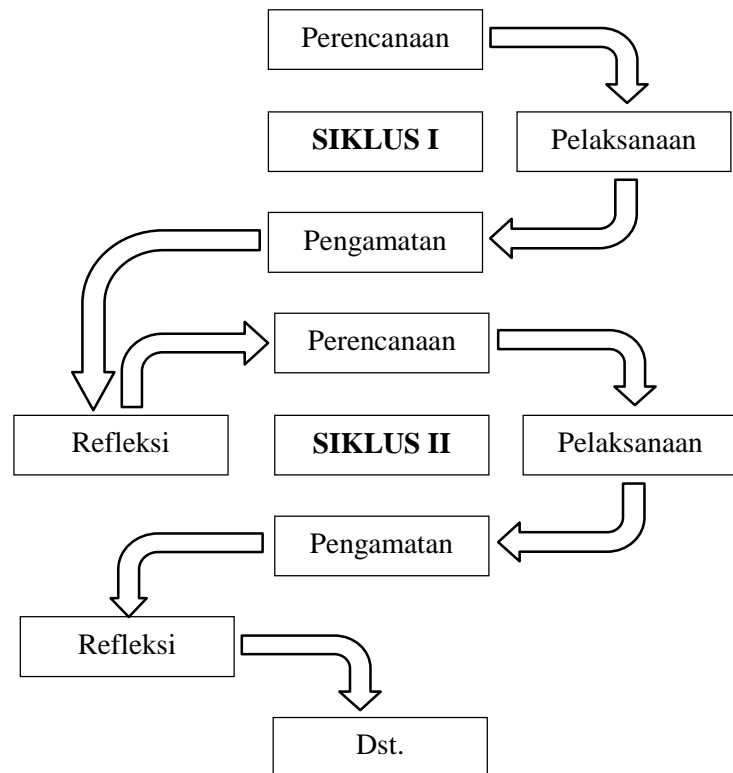 Perencanaan
SIKLUS I
Pelaksanaan
Pengamatan
Perencanaan
Refleksi
SIKLUS II
Pelaksanaan
Pengamatan
Refleksi
Dst.